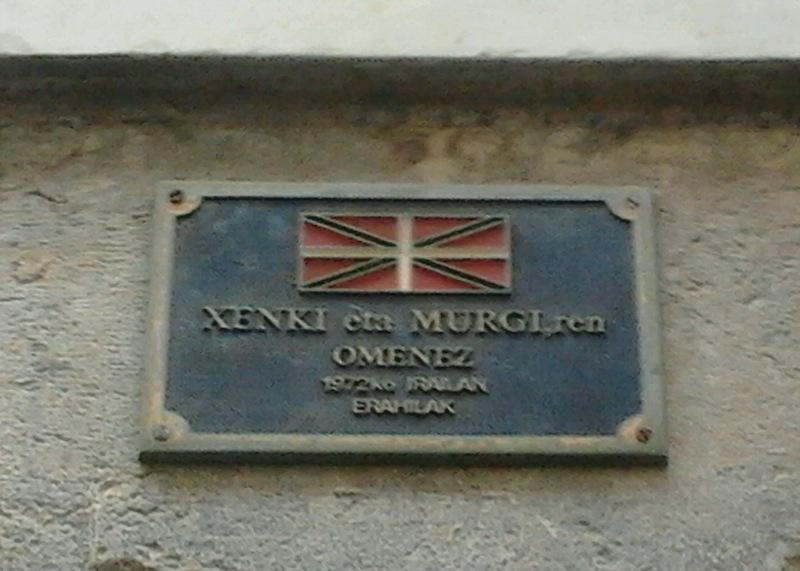 XENKI eta MURGI,ren
OMENEZ
1972ko IRAILAN
ERAHILAK